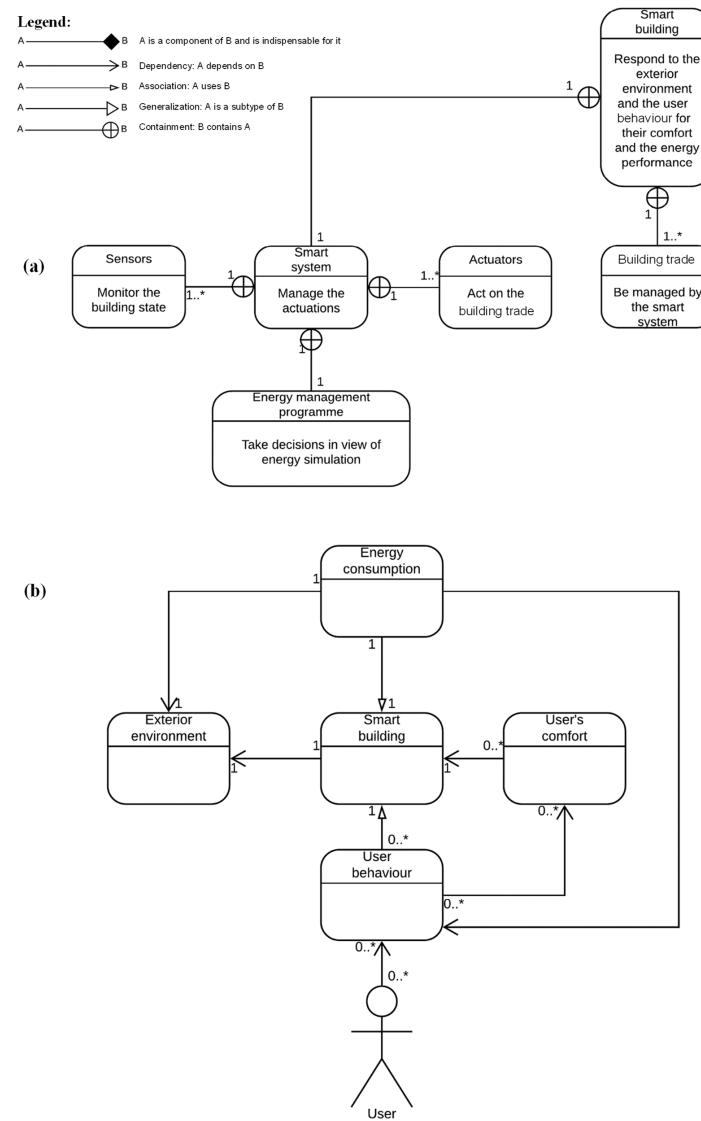 Legend:
A B A is a component of B and is indispensable for it
A B Dependency: A depends on B
A B Association: A uses B
A B Generalization: A is a subtype of B
A B Containment: B contains A
Smart
building
Respond to the
exterior
environment
and the user
behaviour for
their comfort
and the energy
performance
1
1
1
1..*
(a)
Sensors
Monitor the
building state
1..*
1
Smart
system
Manage the
actuations
1
1..*
Actuators
Act on the
building trade
Building trade
Be managed by
the smart
system
1
1
Energy management
programme
Take decisions in view of
energy simulation
(b)
Energy
consumption
1
1
1
1
Exterior
environment
1
Smart
building
1
1
0..*
User's
comfort
1
0..*
0..*
User
behaviour
0..*
0..*
0..*
User